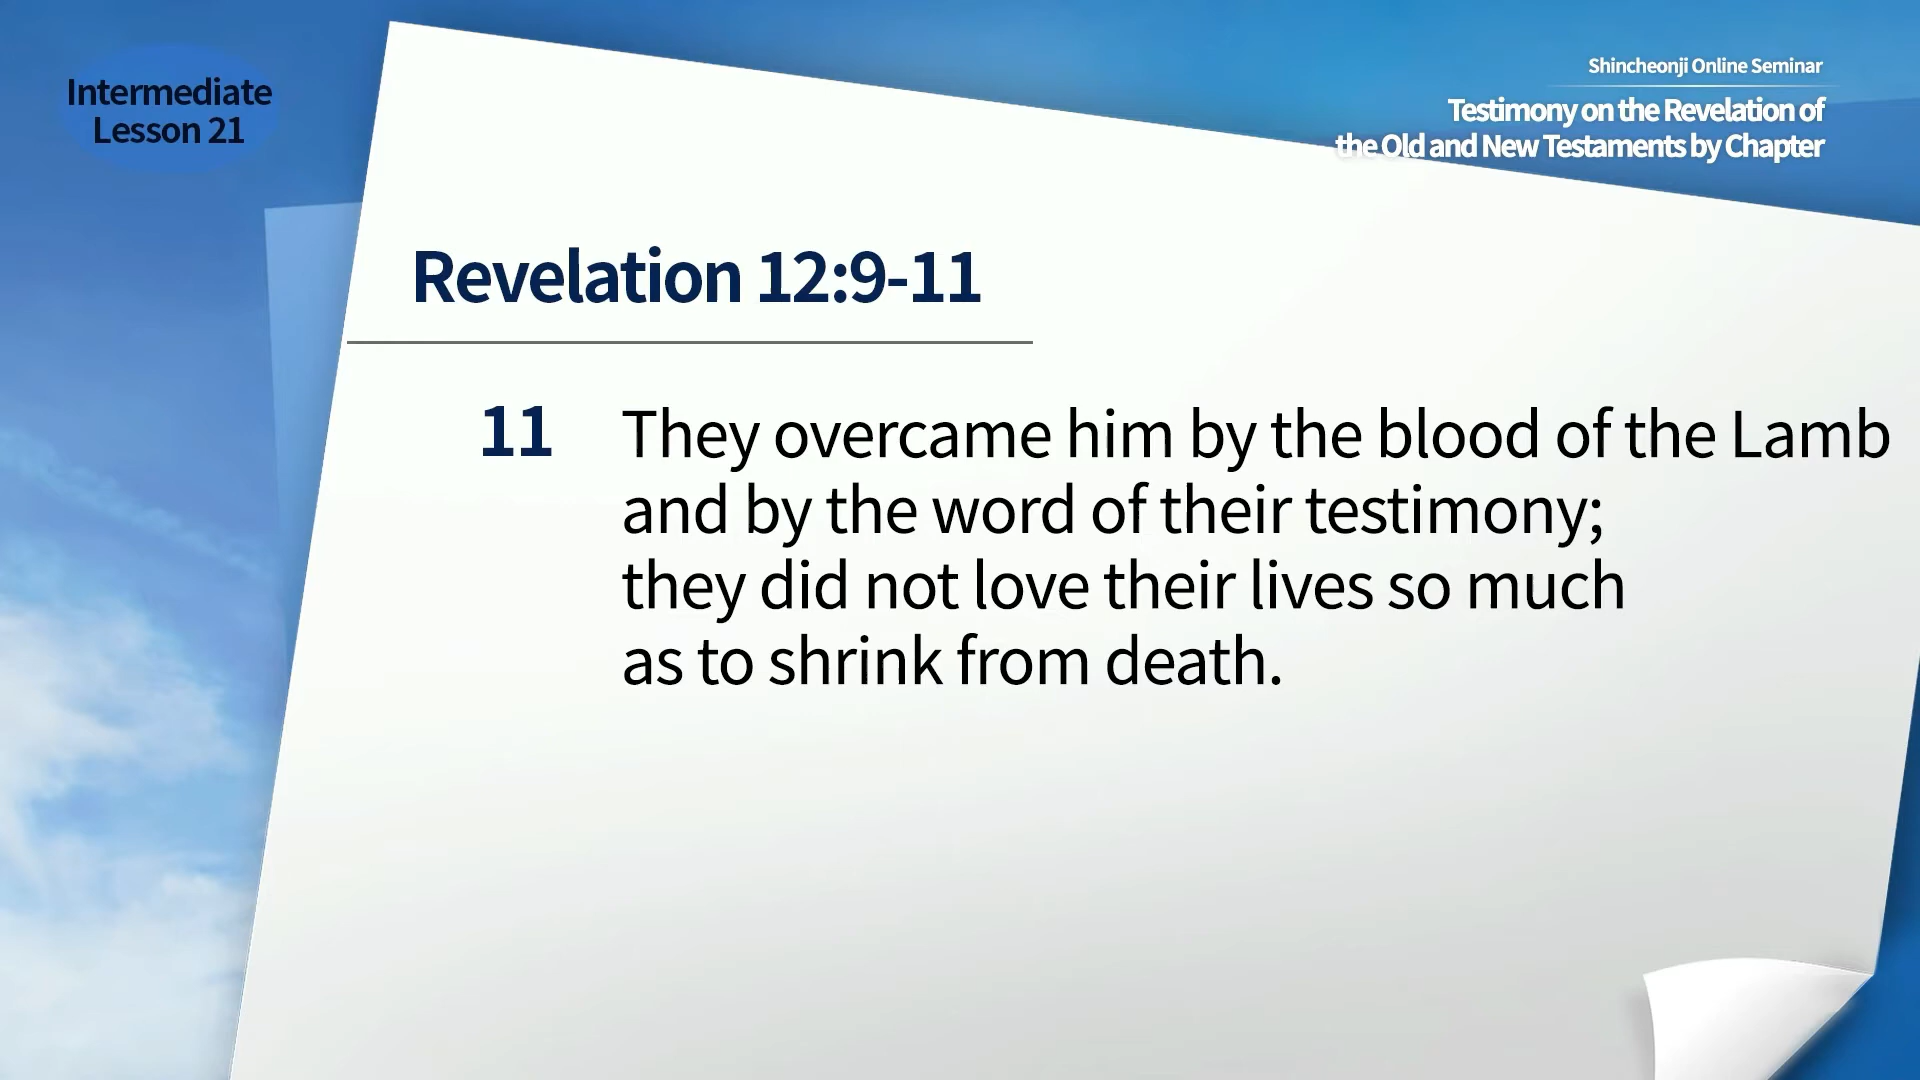 Intermediate
Lesson 21
Shincheonji Online Seminar
Testimony on the Revelation of
the Old and New Testaments by Chapter
Revelation 12:9-11
11 They overcame him by the blood of the Lamb
and by the word of their testimony;
they did not love their lives so much
as to shrink from death.